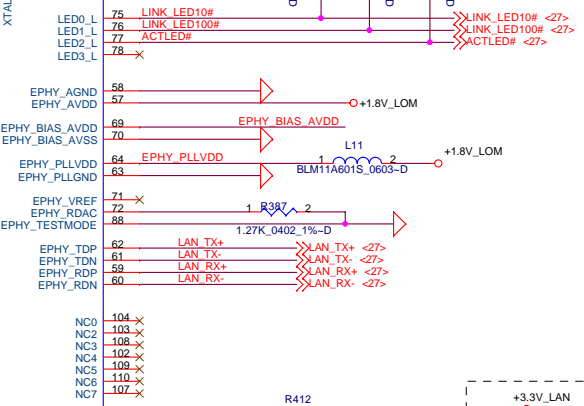 XTAL
D
D
D
LED0_L 75 LINK_LED10# LINK_LED10# <27>
LED1_L 76 LINK_LED100# LINK_LED100# <27>
LED2_L 77 ACTLED# ACTLED# <27>
LED3_L 78
EPHY_AGND 58
EPHY_AVDD 57 +1.8V_LOM
EPHY_BIAS_AVDD 69 EPHY_BIAS_AVDD
EPHY_BIAS_AVSS 70
L11
+1.8V_LOM
EPHY_PLLVDD 64 EPHY_PLLVDD 1 2
EPHY_PLLGND 63 BLM11A601S_0603~D
EPHY_VREF 71
EPHY_RDAC 72 1 R387 2
EPHY_TESTMODE 88
1.27K_0402_1%~D
EPHY_TDP 62 LAN_TX+ LAN_TX+ <27>
EPHY_TDN 61 LAN_TX- LAN_TX- <27>
EPHY_RDP 59 LAN_RX+ LAN_RX+ <27>
EPHY_RDN 60 LAN_RX- LAN_RX- <27>
NC0 104
NC2 103
NC3 108
NC4 102
NC5 109
NC6 110
NC7 107
R412
+3.3V_LAN